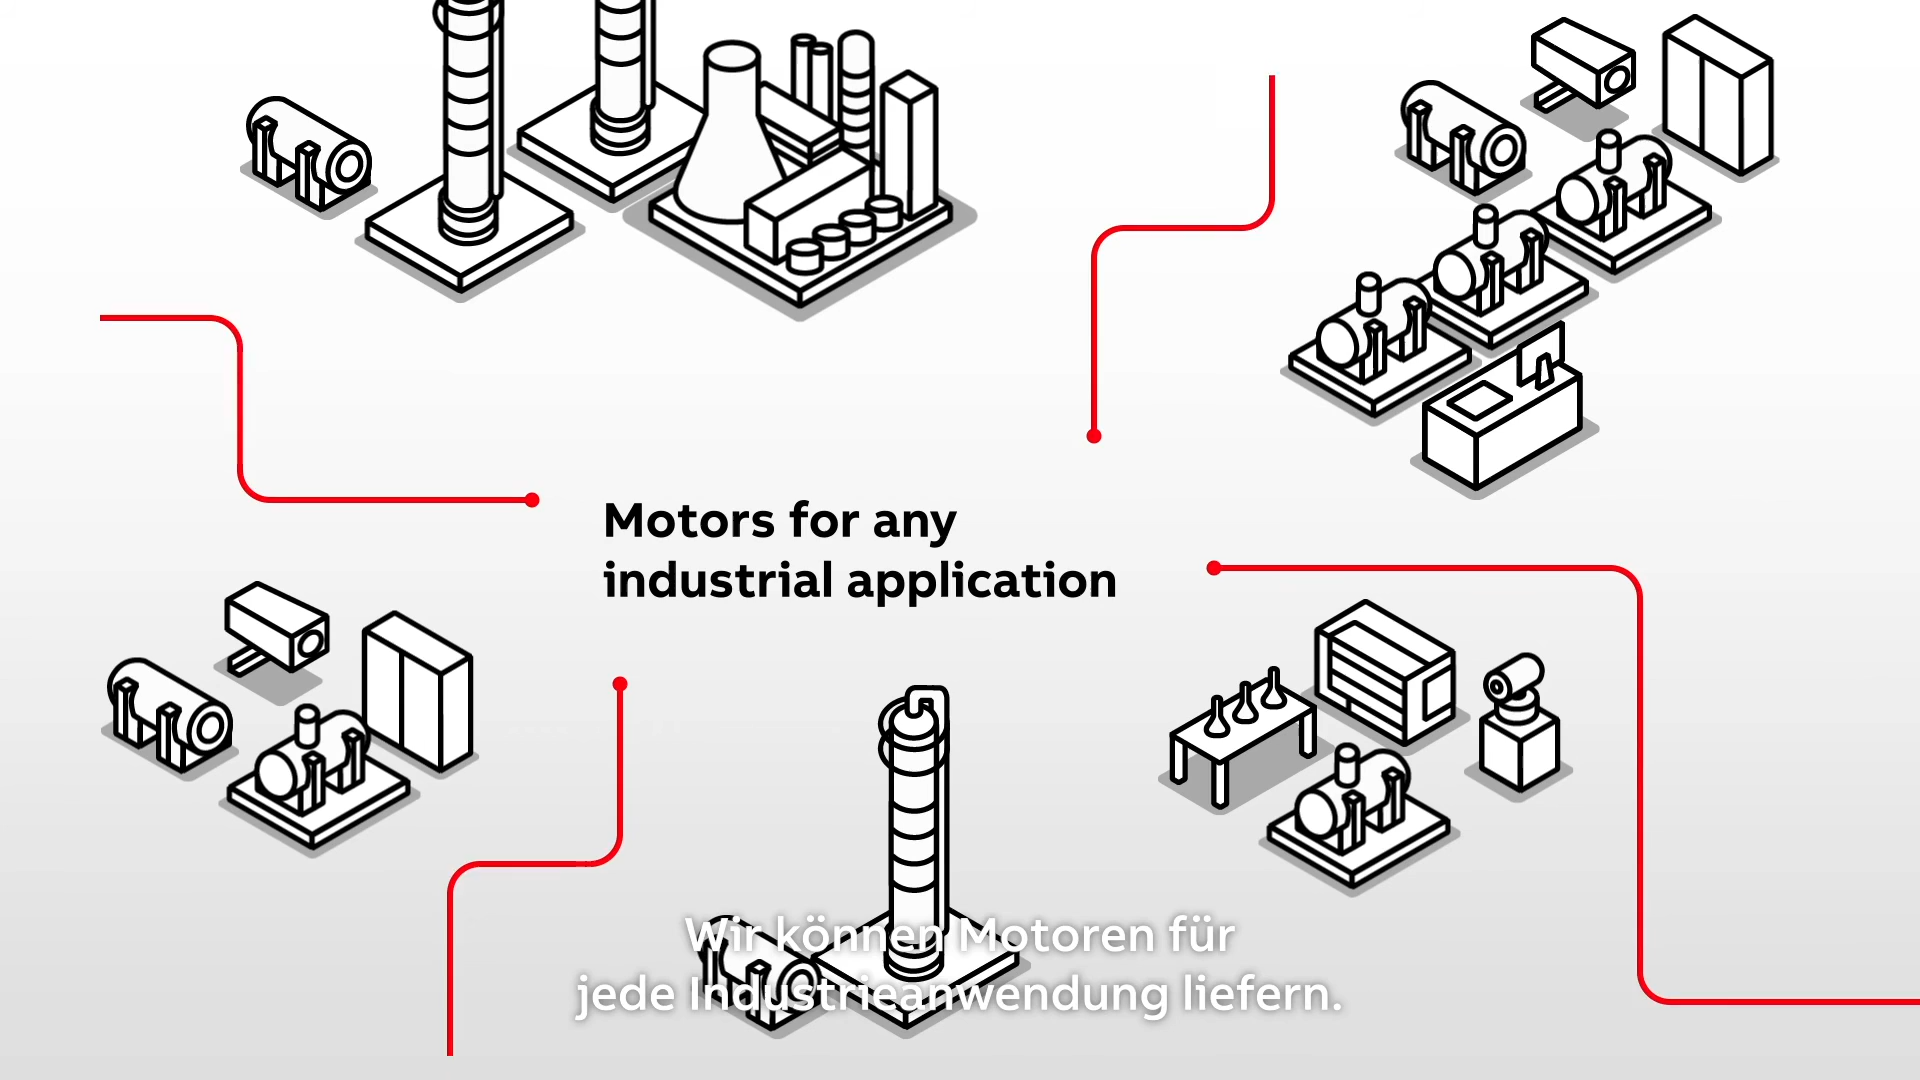 Motors for any
industrial application
Wir können Motoren für
jede Industrieanwendung liefern.